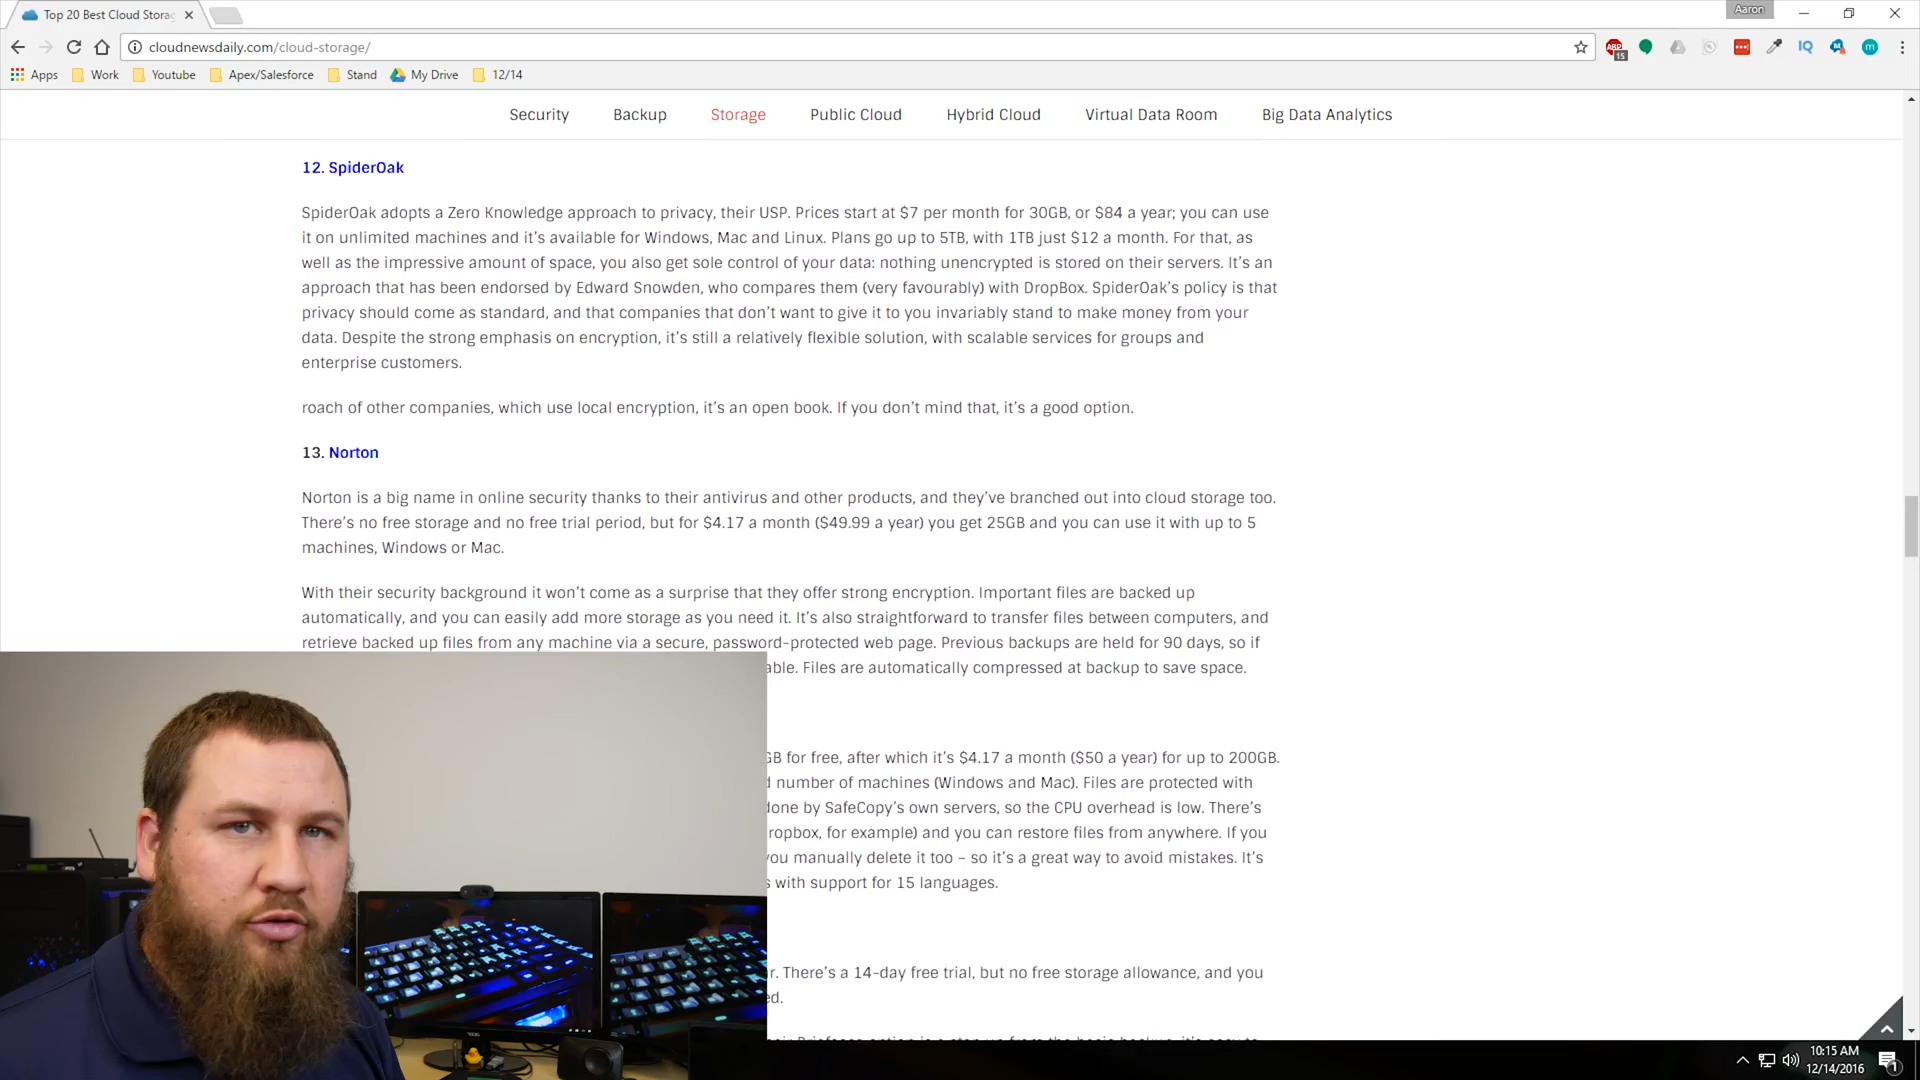 Top 20 Best Cloud Stora
Aaron
cloudnewsdaily.com/cloud-storage/
ABP
15
IQ
m
Apps Work Youtube Apex/Salesforce Stand My Drive 12/14
Security Backup Storage Public Cloud Hybrid Cloud Virtual Data Room Big Data Analytics
12. SpiderOak
SpiderOak adopts a Zero Knowledge approach to privacy, their USP. Prices start at $7 per month for 30GB, or $84 a year; you can use
it on unlimited machines and it's available for Windows, Mac and Linux. Plans go up to 5TB, with 1TB just $12 a month. For that, as
well as the impressive amount of space, you also get sole control of your data: nothing unencrypted is stored on their servers. It's an
approach that has been endorsed by Edward Snowden, who compares them (very favourably) with DropBox. SpiderOak's policy is that
privacy should come as standard, and that companies that don't want to give it to you invariably stand to make money from your
data. Despite the strong emphasis on encryption, it's still a relatively flexible solution, with scalable services for groups and
enterprise customers.
roach of other companies, which use local encryption, it's an open book. If you don't mind that, it's a good option.
13. Norton
Norton is a big name in online security thanks to their antivirus and other products, and they've branched out into cloud storage too.
There's no free storage and no free trial period, but for $4.17 a month ($49.99 a year) you get 25GB and you can use it with up to 5
machines, Windows or Mac.
With their security background it won't come as a surprise that they offer strong encryption. Important files are backed up
automatically, and you can easily add more storage as you need it. It's also straightforward to transfer files between computers, and
retrieve backed up files from any machine via a secure, password-protected web page. Previous backups are held for 90 days, so if
able. Files are automatically compressed at backup to save space.
GB for free, after which it's $4.17 a month ($50 a year) for up to 200GB.
d number of machines (Windows and Mac). Files are protected with
done by SafeCopy's own servers, so the CPU overhead is low. There's
ropbox, for example) and you can restore files from anywhere. If you
you manually delete it too – so it's a great way to avoid mistakes. It's
s with support for 15 languages.
r. There's a 14-day free trial, but no free storage allowance, and you
ed.
10:15 AM
12/14/2016
1